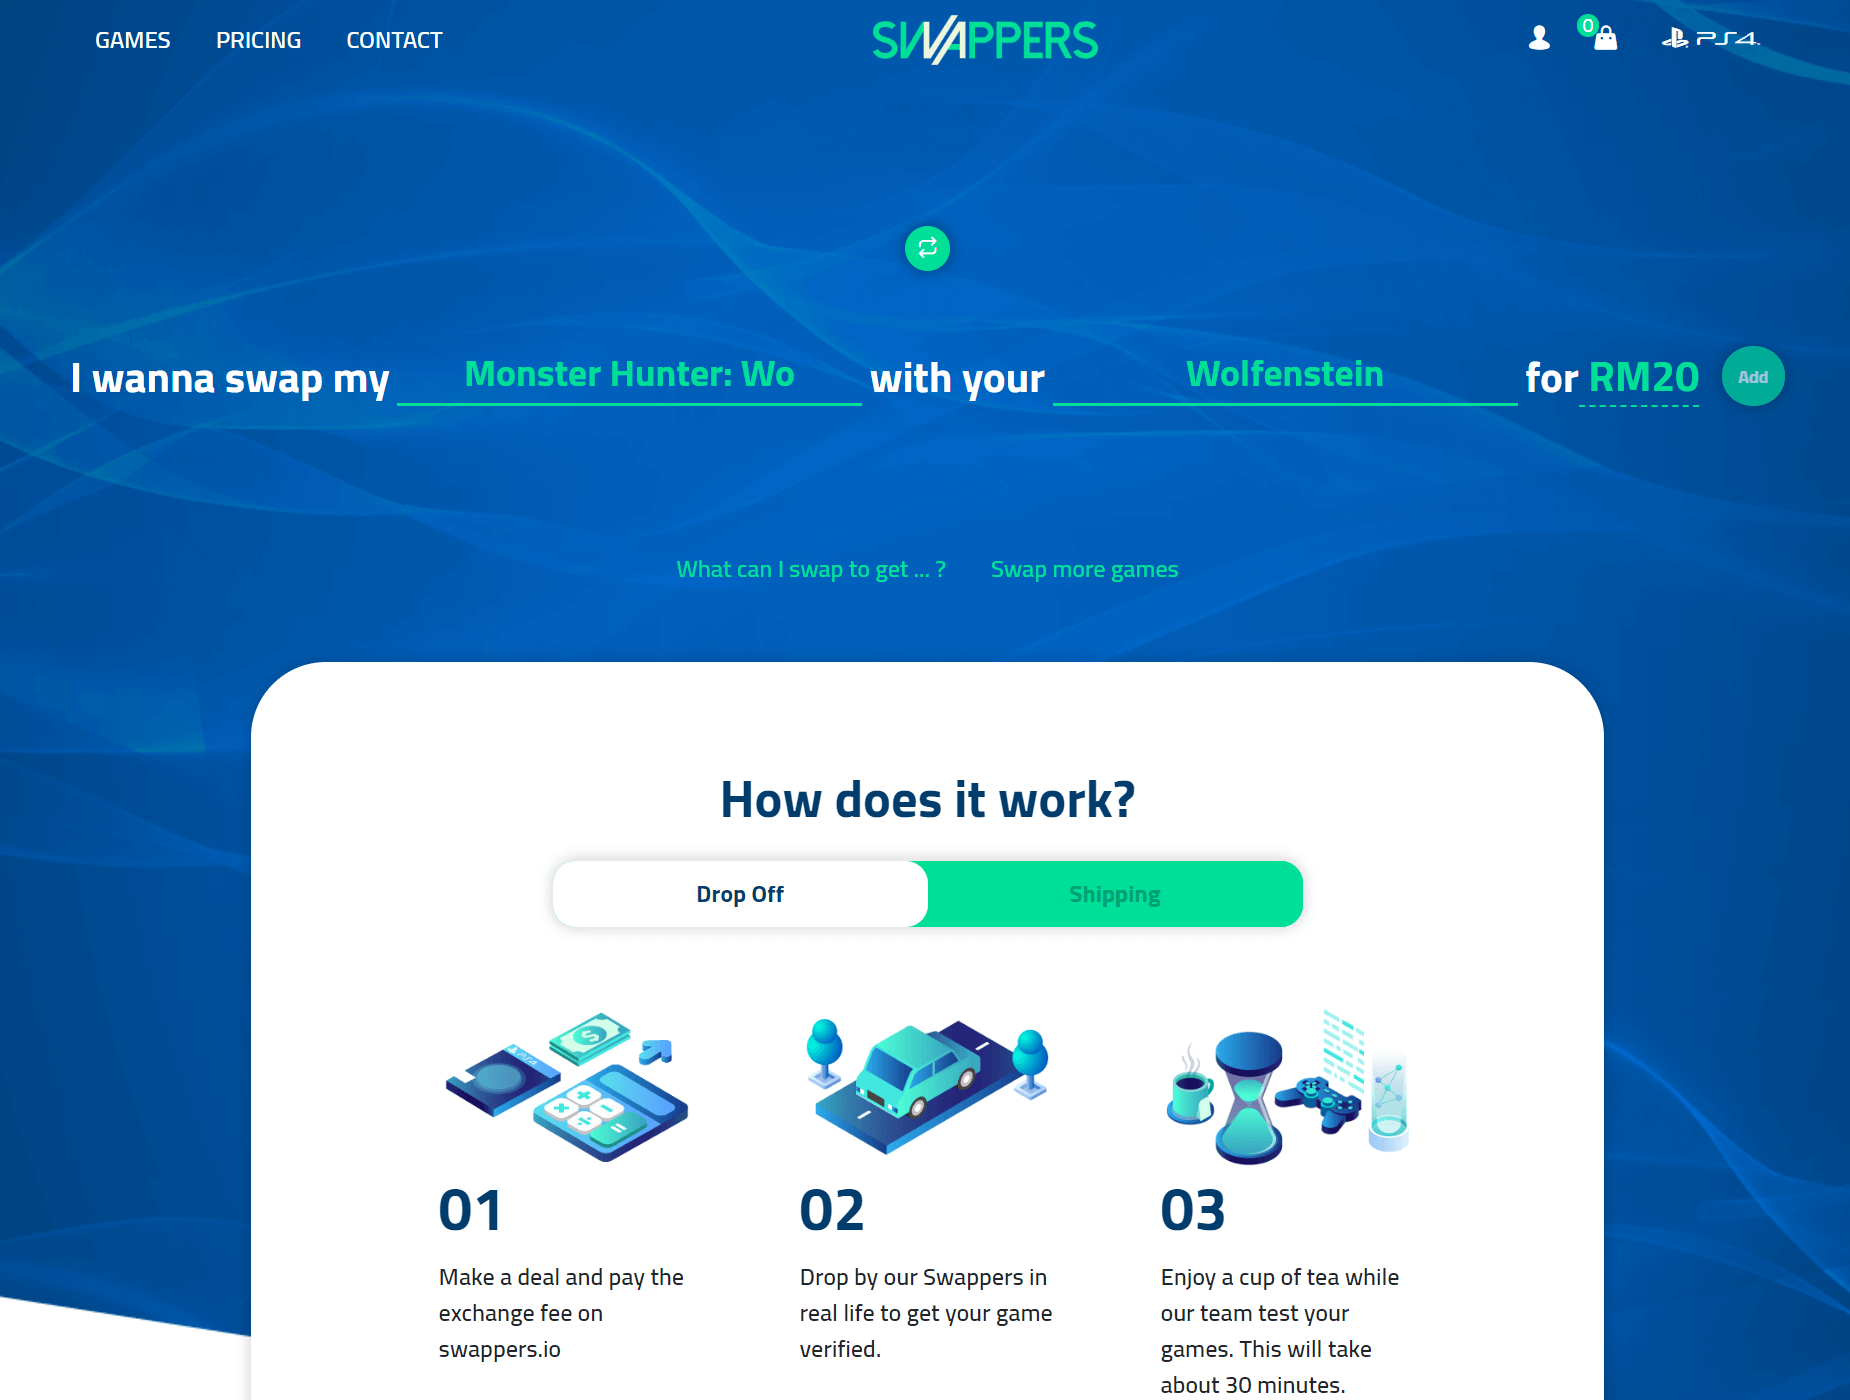 GAMES PRICING CONTACT SWAPPERS 0 PS4
I wanna swap my Monster Hunter: Wo with your Wolfenstein for RM20 Add
What can I swap to get ... ? Swap more games
How does it work?
Drop Off Shipping
PS4
01 02 03
Make a deal and pay the
exchange fee on
swappers.io
Drop by our Swappers in
real life to get your game
verified.
Enjoy a cup of tea while
our team test your
games. This will take
about 30 minutes.